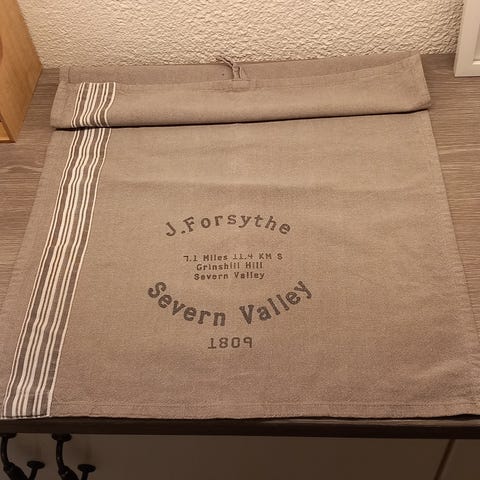 J.Forsythe
7.1 Miles 11.4 KM S
Grinshill Hill
Severn Valley
Severn Valley
1809